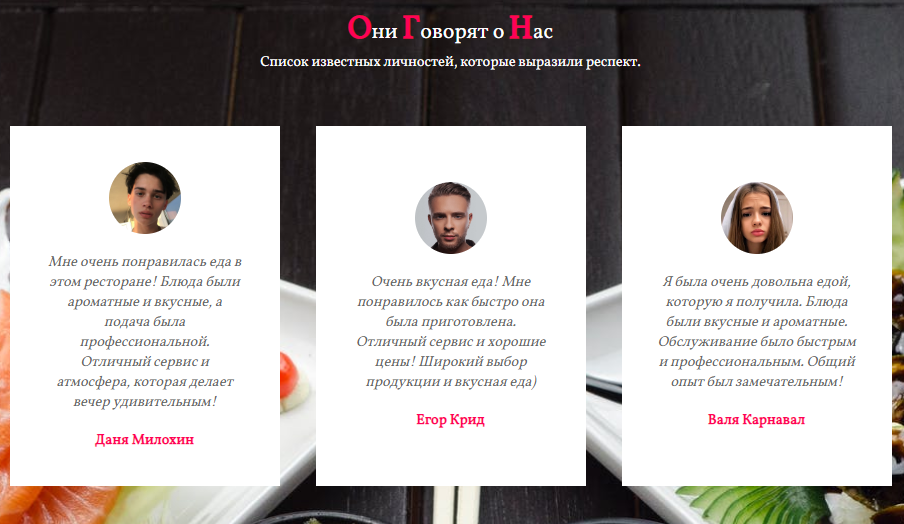 Они Говорят о Нас
Список известных личностей, которые выразили респект.
Мне очень понравилась еда в
этом ресторане! Блюда были
ароматные и вкусные, а
подача была
профессиональной.
Отличный сервис и
атмосфера, которая делает
вечер удивительным!
Даня Милохин
Очень вкусная еда! Мне
понравилось как быстро она
была приготовлена.
Отличный сервис и хорошие
цены! Широкий выбор
продукции и вкусная еда)
Егор Крид
Я была очень довольна едой,
которую я получила. Блюда
были вкусные и ароматные.
Обслуживание было быстрым
и профессиональным. Общий
опыт был замечательным!
Валя Карнавал